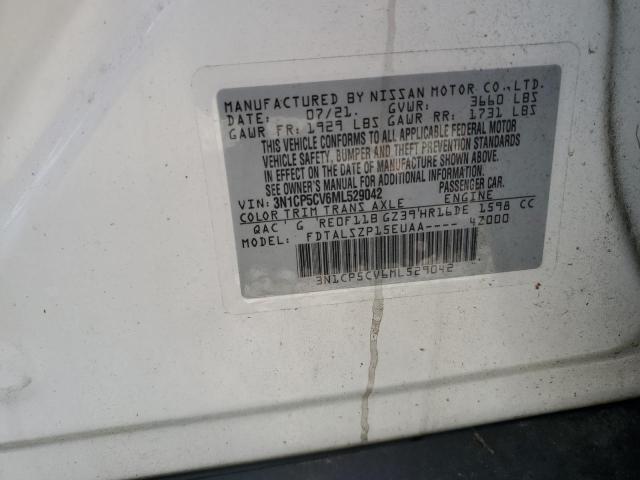 MANUFACTURED BY NISSAN MOTOR CO.,LTD.
DATE: 07/21. GVWR: 3660 LBS
GAWR FR: 1929 LBS GAWR RR: 1731 LBS
THIS VEHICLE CONFORMS TO ALL APPLICABLE FEDERAL MOTOR
VEHICLE SAFETY, BUMPER AND THEFT PREVENTION STANDARDS
IN EFFECT ON THE DATE OF MANUFACTURE SHOWN ABOVE.
SEE OWNER'S MANUAL FOR ADDITIONAL INFORMATION.
VIN: 3N1CP5CV6ML529042 PASSENGER CAR.
COLOR TRIM TRANS AXLE ENGINE
QAC' G RE0F11B GZ39'HR16DE 1598 CC
MODEL: FDTALSZP15EUAA---- 42000
3N1CP5CV6ML529042